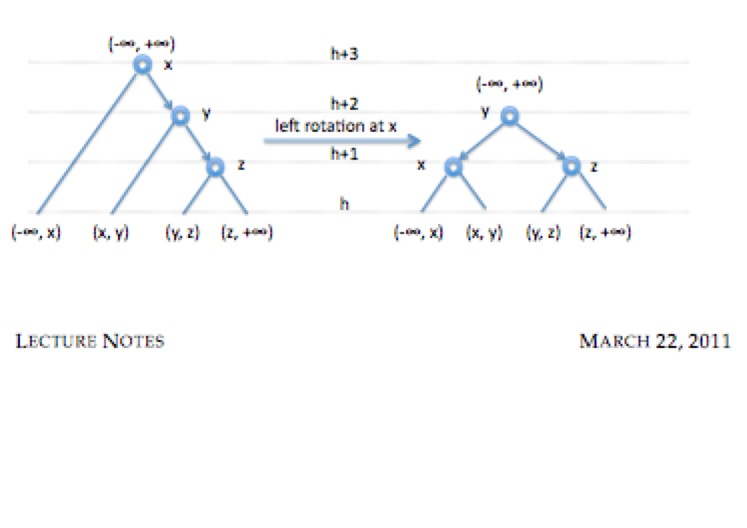 (-∞, +∞)
x
h+3
(-∞, +∞)
h+2
y
y
left rotation at x
h+1
z
x
z
h
(-∞, x) (x, y) (y, z) (z, +∞)
(-∞, x) (x, y) (y, z) (z, +∞)
LECTURE NOTES
MARCH 22, 2011